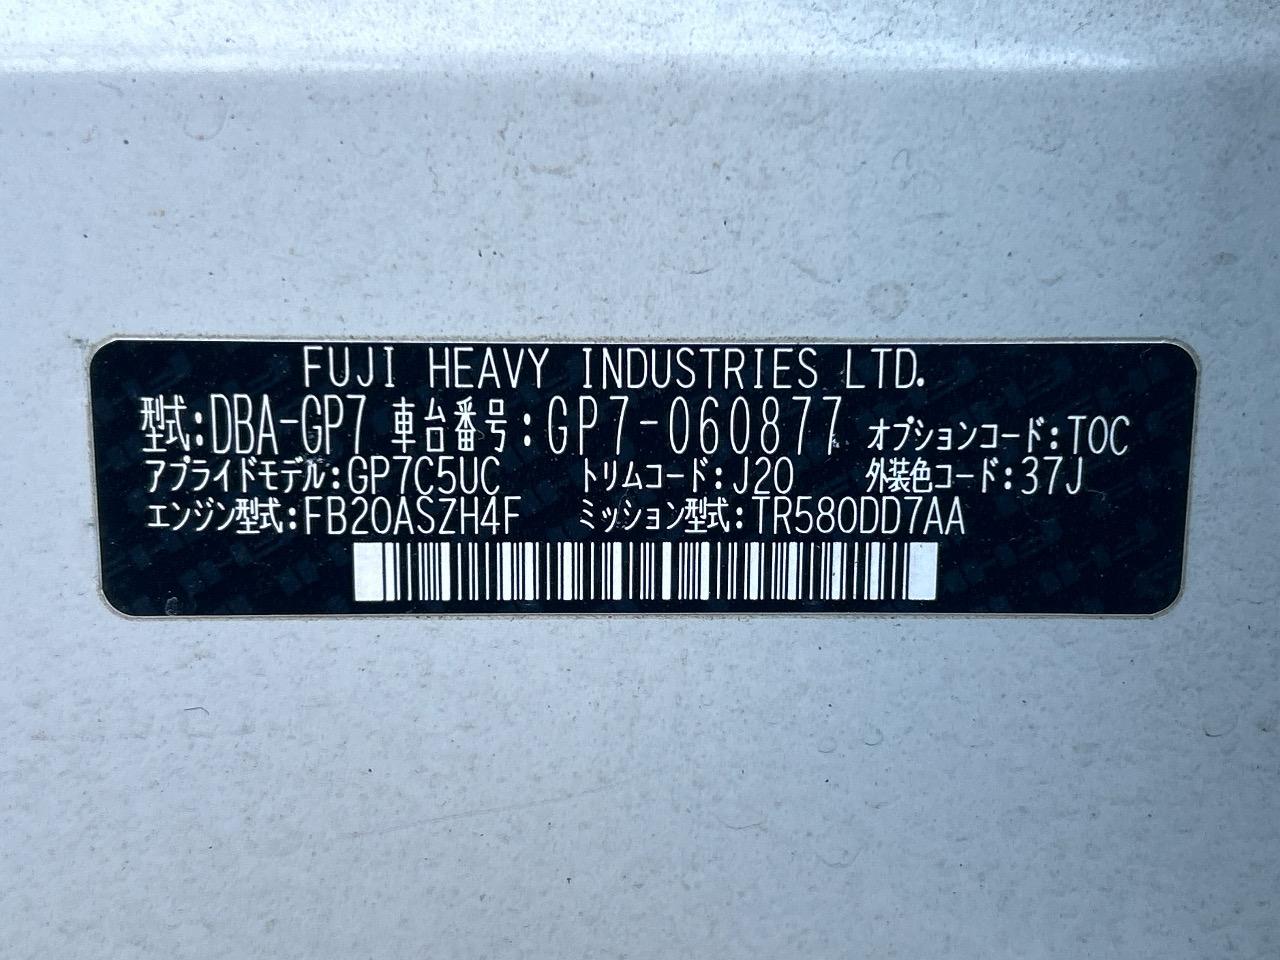 FUJI HEAVY INDUSTRIES LTD.
型式:DBA-GP7 車台番号:GP7-060877 オプションコード:TOC
アプライドモデル:GP7C5UC トリムコード:J20 外装色コード:37J
エンジン型式:FB20ASZH4F ミッション型式:TR580DD7AA